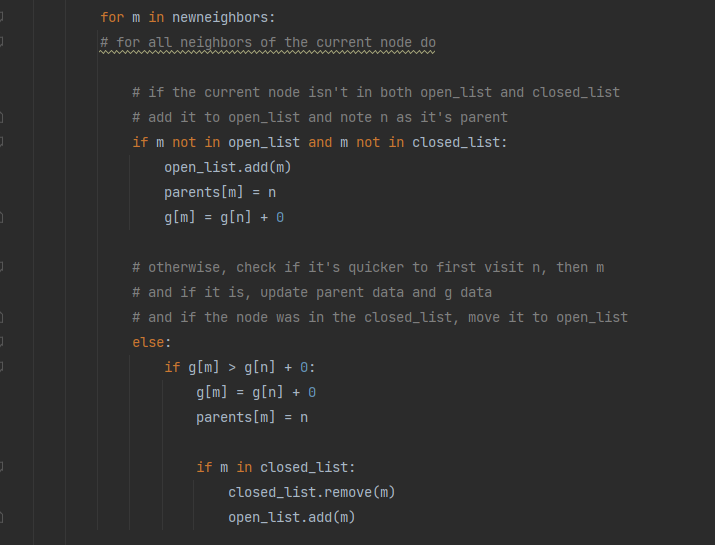 for m in newneighbors:
# for all neighbors of the current node do
# if the current node isn't in both open_list and closed_list
# add it to open_list and note n as it's parent
if m not in open_list and m not in closed_list:
open_list.add(m)
parents[m] = n
g[m] = g[n] + 0
# otherwise, check if it's quicker to first visit n, then m
# and if it is, update parent data and g data
# and if the node was in the closed_list, move it to open_list
else:
if g[m] > g[n] + 0:
g[m] = g[n] + 0
parents[m] = n
if m in closed_list:
closed_list.remove(m)
open_list.add(m)